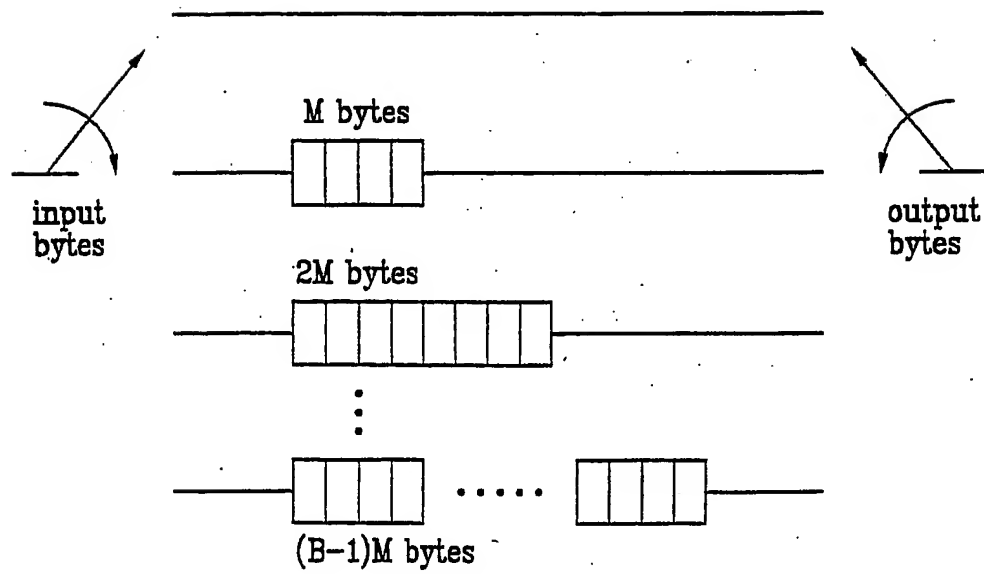 M bytes
input
bytes
output
bytes
2M bytes
(B-1)M bytes